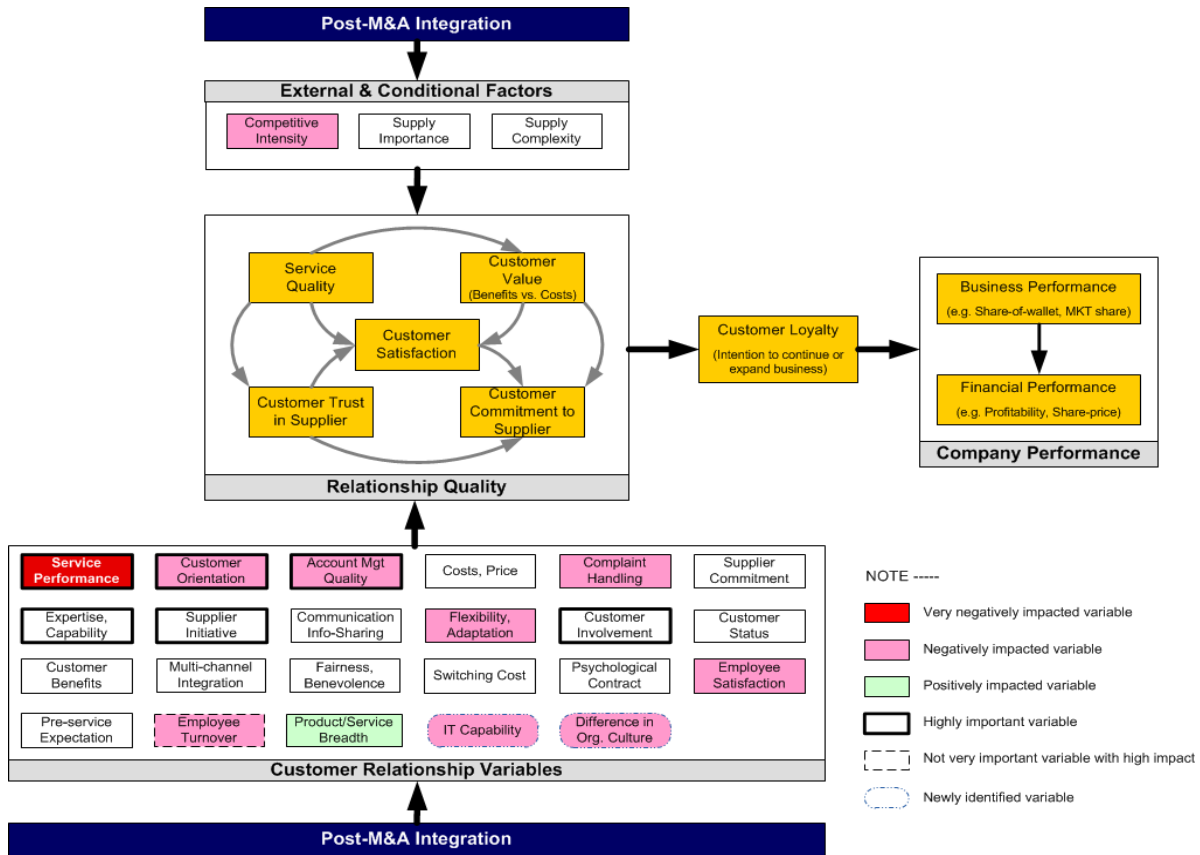 Post-M&A Integration
External & Conditional Factors
Competitive
Intensity
Supply
Importance
Supply
Complexity
Service
Quality
Customer
Value
(Benefits vs. Costs)
Customer
Satisfaction
Customer Trust
in Supplier
Customer
Commitment to
Supplier
Relationship Quality
Customer Loyalty
(Intention to continue or
expand business)
Business Performance
(e.g. Share-of-wallet, MKT share)
Financial Performance
(e.g. Profitability, Share-price)
Company Performance
Service
Performance
Customer
Orientation
Account Mgt
Quality
Costs, Price
Complaint
Handling
Supplier
Commitment
Expertise,
Capability
Supplier
Initiative
Communication
Info-Sharing
Flexibility,
Adaptation
Customer
Involvement
Customer
Status
Customer
Benefits
Multi-channel
Integration
Fairness,
Benevolence
Switching Cost
Psychological
Contract
Employee
Satisfaction
Pre-service
Expectation
Employee
Turnover
Product/Service
Breadth
IT Capability
Difference in
Org. Culture
Customer Relationship Variables
Post-M&A Integration
NOTE -----
Very negatively impacted variable
Negatively impacted variable
Positively impacted variable
Highly important variable
Not very important variable with high impact
Newly identified variable